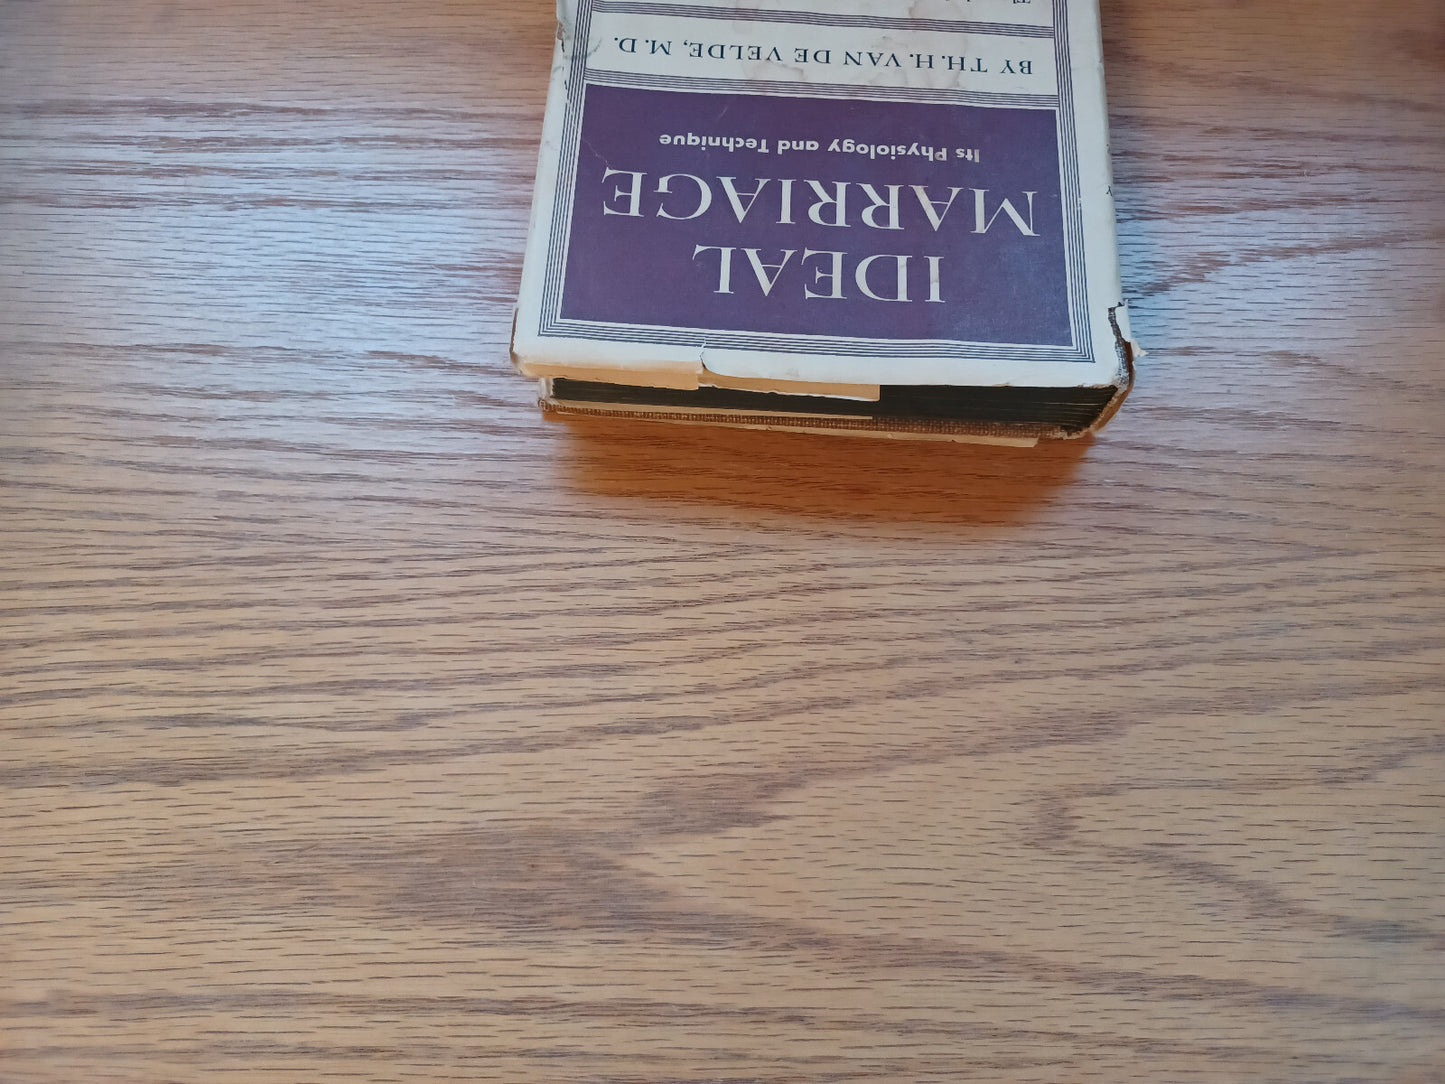 IDEAL
MARRIAGE
Its Physiology and Technique
BY TH. H. VAN DE VELDE, M.D.